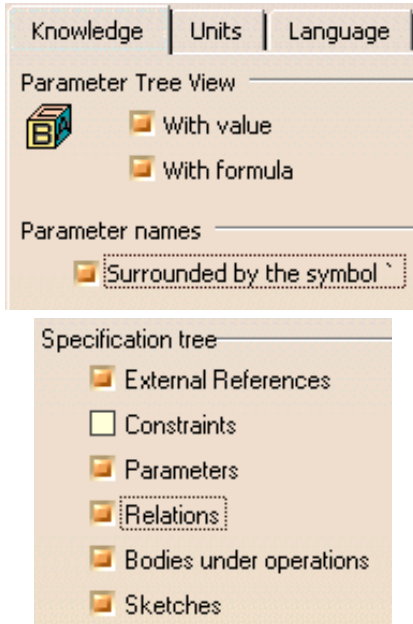 Knowledge Units Language
Parameter Tree View
With value
With formula
Parameter names
Surrounded by the symbol `
Specification tree
External References
Constraints
Parameters
Relations
Bodies under operations
Sketches